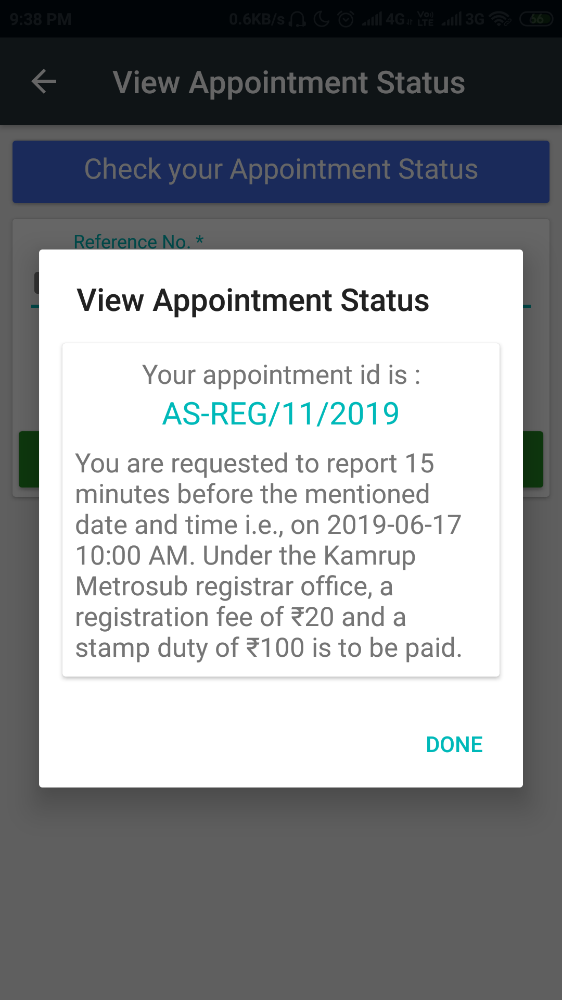 9:38 PM 0.6KB/s 4G VoLTE 3G 66
View Appointment Status
Check your Appointment Status
Reference No. *
View Appointment Status
Your appointment id is :
AS-REG/11/2019
You are requested to report 15
minutes before the mentioned
date and time i.e., on 2019-06-17
10:00 AM. Under the Kamrup
Metrosub registrar office, a
registration fee of ₹20 and a
stamp duty of ₹100 is to be paid.
DONE